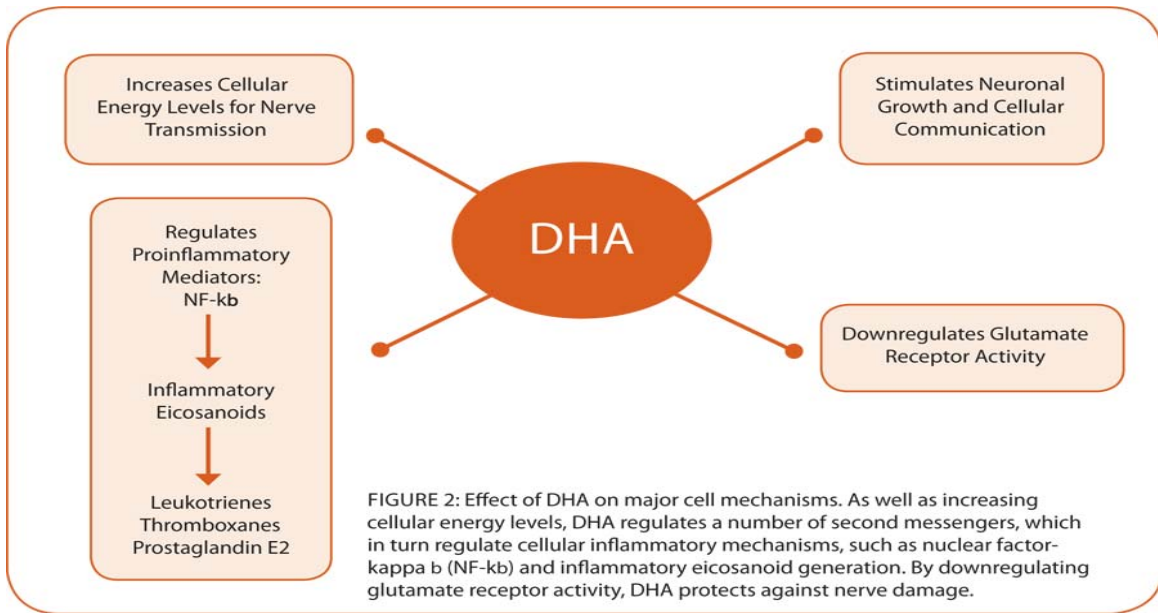 Increases Cellular
Energy Levels for Nerve
Transmission
Stimulates Neuronal
Growth and Cellular
Communication
DHA
Regulates
Proinflammatory
Mediators:
NF-kb
Inflammatory
Eicosanoids
Leukotrienes
Thromboxanes
Prostaglandin E2
Downregulates Glutamate
Receptor Activity
FIGURE 2: Effect of DHA on major cell mechanisms. As well as increasing
cellular energy levels, DHA regulates a number of second messengers, which
in turn regulate cellular inflammatory mechanisms, such as nuclear factor-
kappa b (NF-kb) and inflammatory eicosanoid generation. By downregulating
glutamate receptor activity, DHA protects against nerve damage.